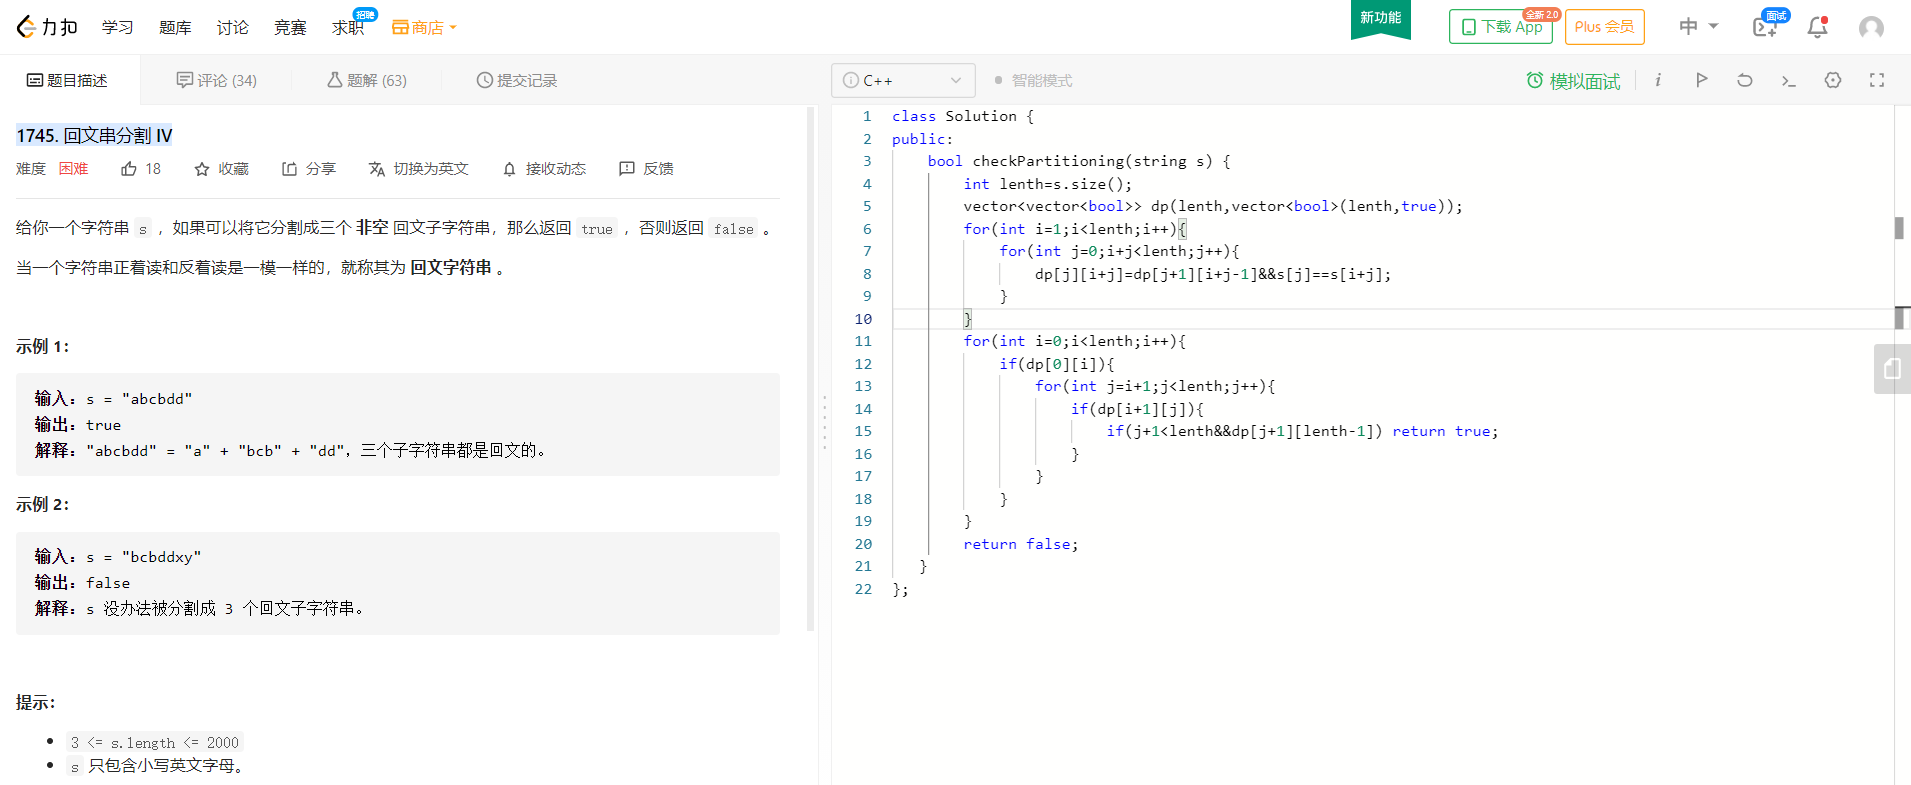 力扣 学习 题库 讨论 竞赛 求职 招聘 商店 新功能 下载 App 全新 2.0 Plus 会员 中 面试
题目描述 评论 (34) 题解 (63) 提交记录
C++ 智能模式 模拟面试
1745. 回文串分割 IV
难度 困难 18 收藏 分享 切换为英文 接收动态 反馈
给你一个字符串 s ，如果可以将它分割成三个 非空 回文子字符串，那么返回 true ，否则返回 false 。
当一个字符串正着读和反着读是一模一样的，就称其为 回文字符串 。
示例 1：
输入：s = "abcbdd"
输出：true
解释："abcbdd" = "a" + "bcb" + "dd"，三个子字符串都是回文的。
示例 2：
输入：s = "bcbddxy"
输出：false
解释：s 没办法被分割成 3 个回文子字符串。
提示：
3 <= s.length <= 2000
s 只包含小写英文字母。
1 class Solution {
2 public:
3 bool checkPartitioning(string s) {
4 int lenth=s.size();
5 vector<vector<bool>> dp(lenth,vector<bool>(lenth,true));
6 for(int i=1;i<lenth;i++){
7 for(int j=0;i+j<lenth;j++){
8 dp[j][i+j]=dp[j+1][i+j-1]&&s[j]==s[i+j];
9 }
10 }
11 for(int i=0;i<lenth;i++){
12 if(dp[0][i]){
13 for(int j=i+1;j<lenth;j++){
14 if(dp[i+1][j]){
15 if(j+1<lenth&&dp[j+1][lenth-1]) return true;
16 }
17 }
18 }
19 }
20 return false;
21 }
22 };